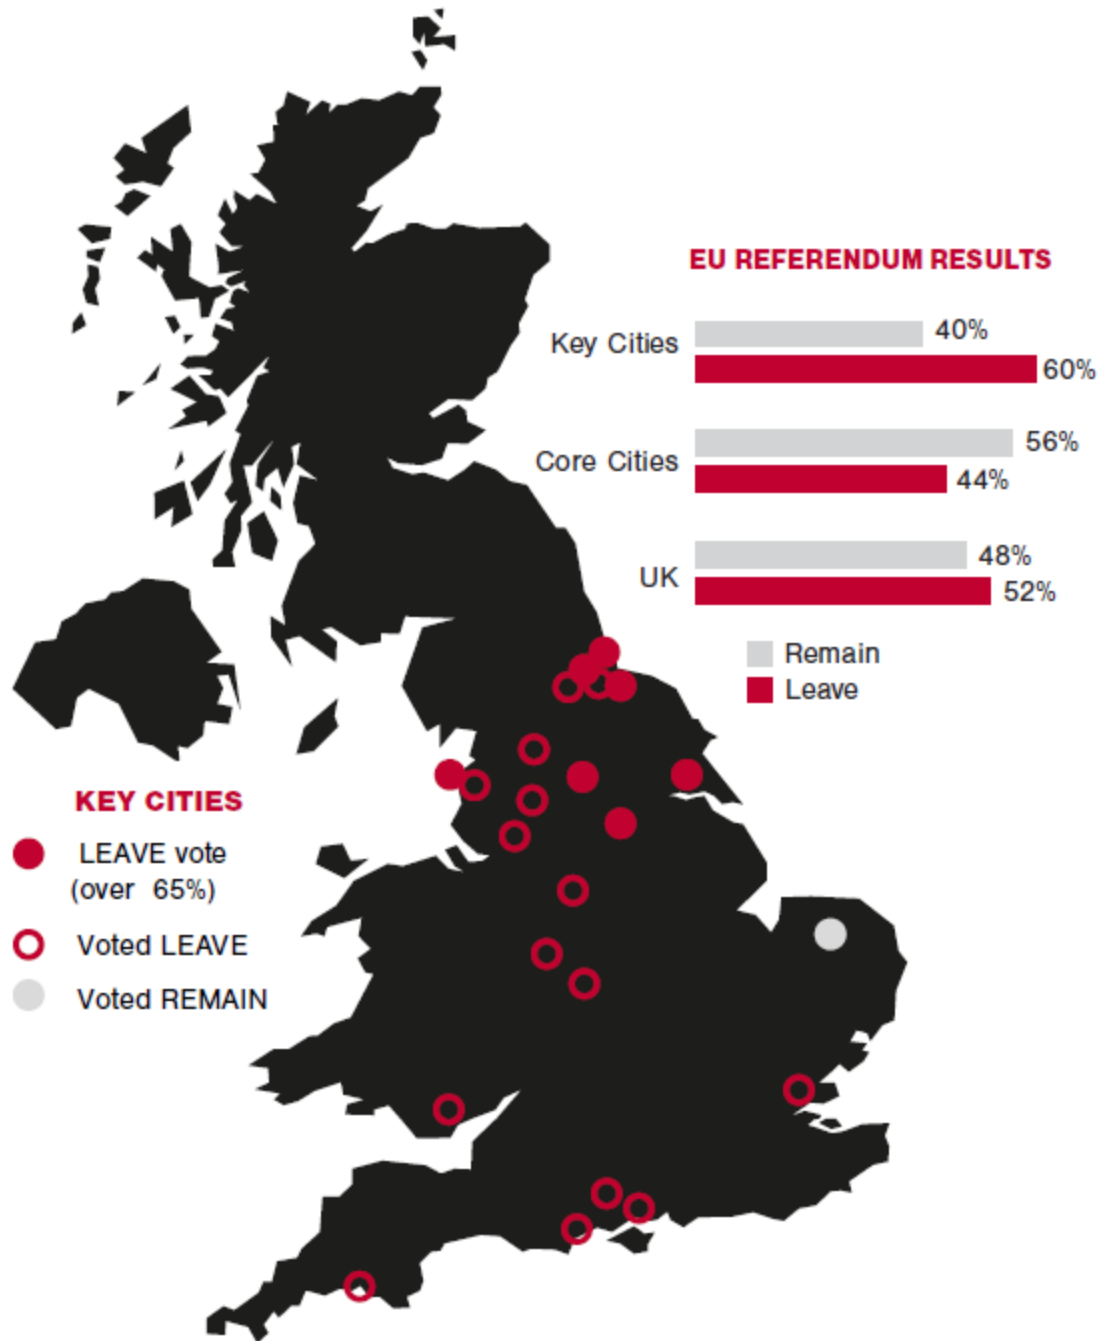 EU REFERENDUM RESULTS
Key Cities
40%
60%
Core Cities
56%
44%
UK
48%
52%
Remain
Leave
KEY CITIES
LEAVE vote
(over 65%)
Voted LEAVE
Voted REMAIN